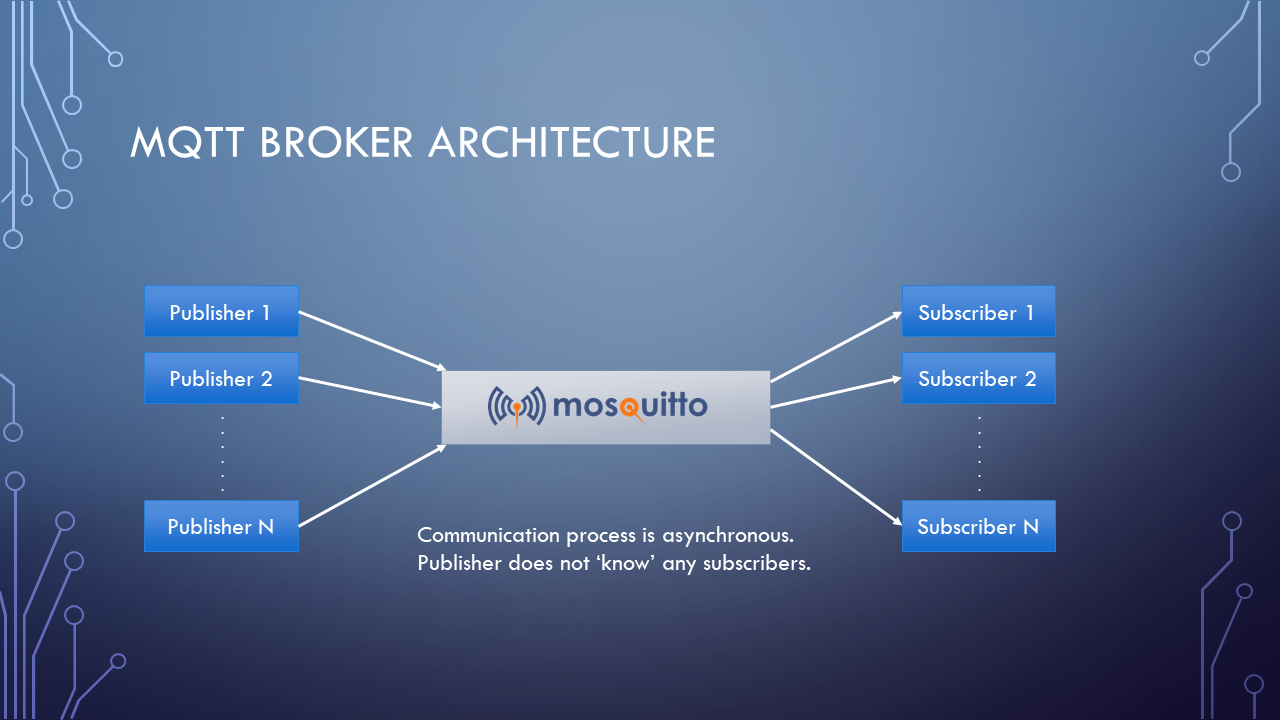 MQTT BROKER ARCHITECTURE
Publisher 1
Publisher 2
Publisher N
mosquitto
Subscriber 1
Subscriber 2
Subscriber N
Communication process is asynchronous.
Publisher does not ‘know’ any subscribers.